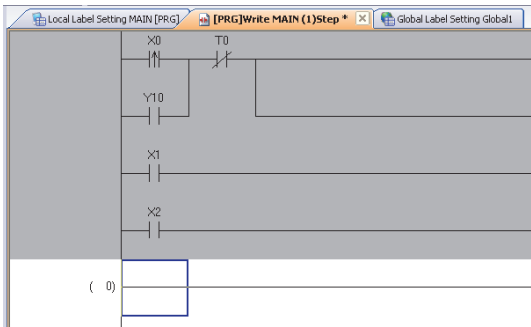 Local Label Setting MAIN [PRG] [PRG]Write MAIN (1)Step * Global Label Setting Global1
X0 T0
Y10
X1
X2
( 0)